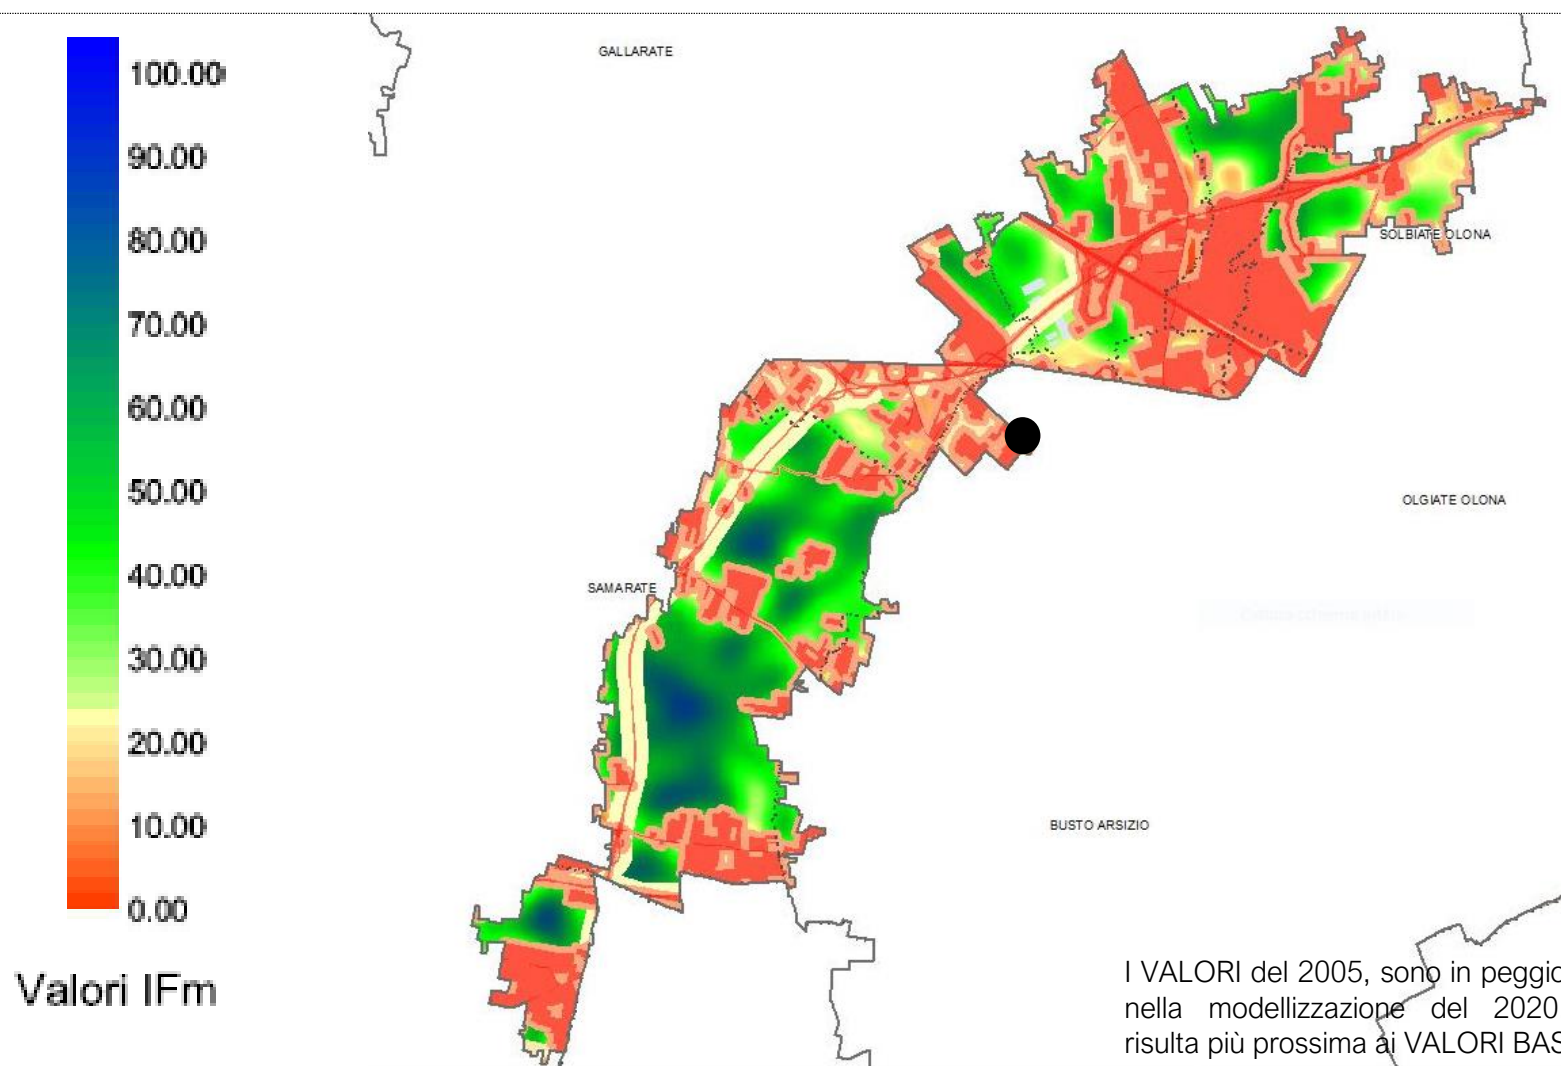 GALLARATE
100.00
90.00
80.00
SOLBIATE OLONA
70.00
60.00
50.00
OLGIATE OLONA
40.00
SAMARATE
30.00
20.00
BUSTO ARSIZIO
10.00
0.00
Valori IFm
I VALORI del 2005, sono in peggio
nella modellizzazione del 2020
risulta più prossima ai VALORI BAS